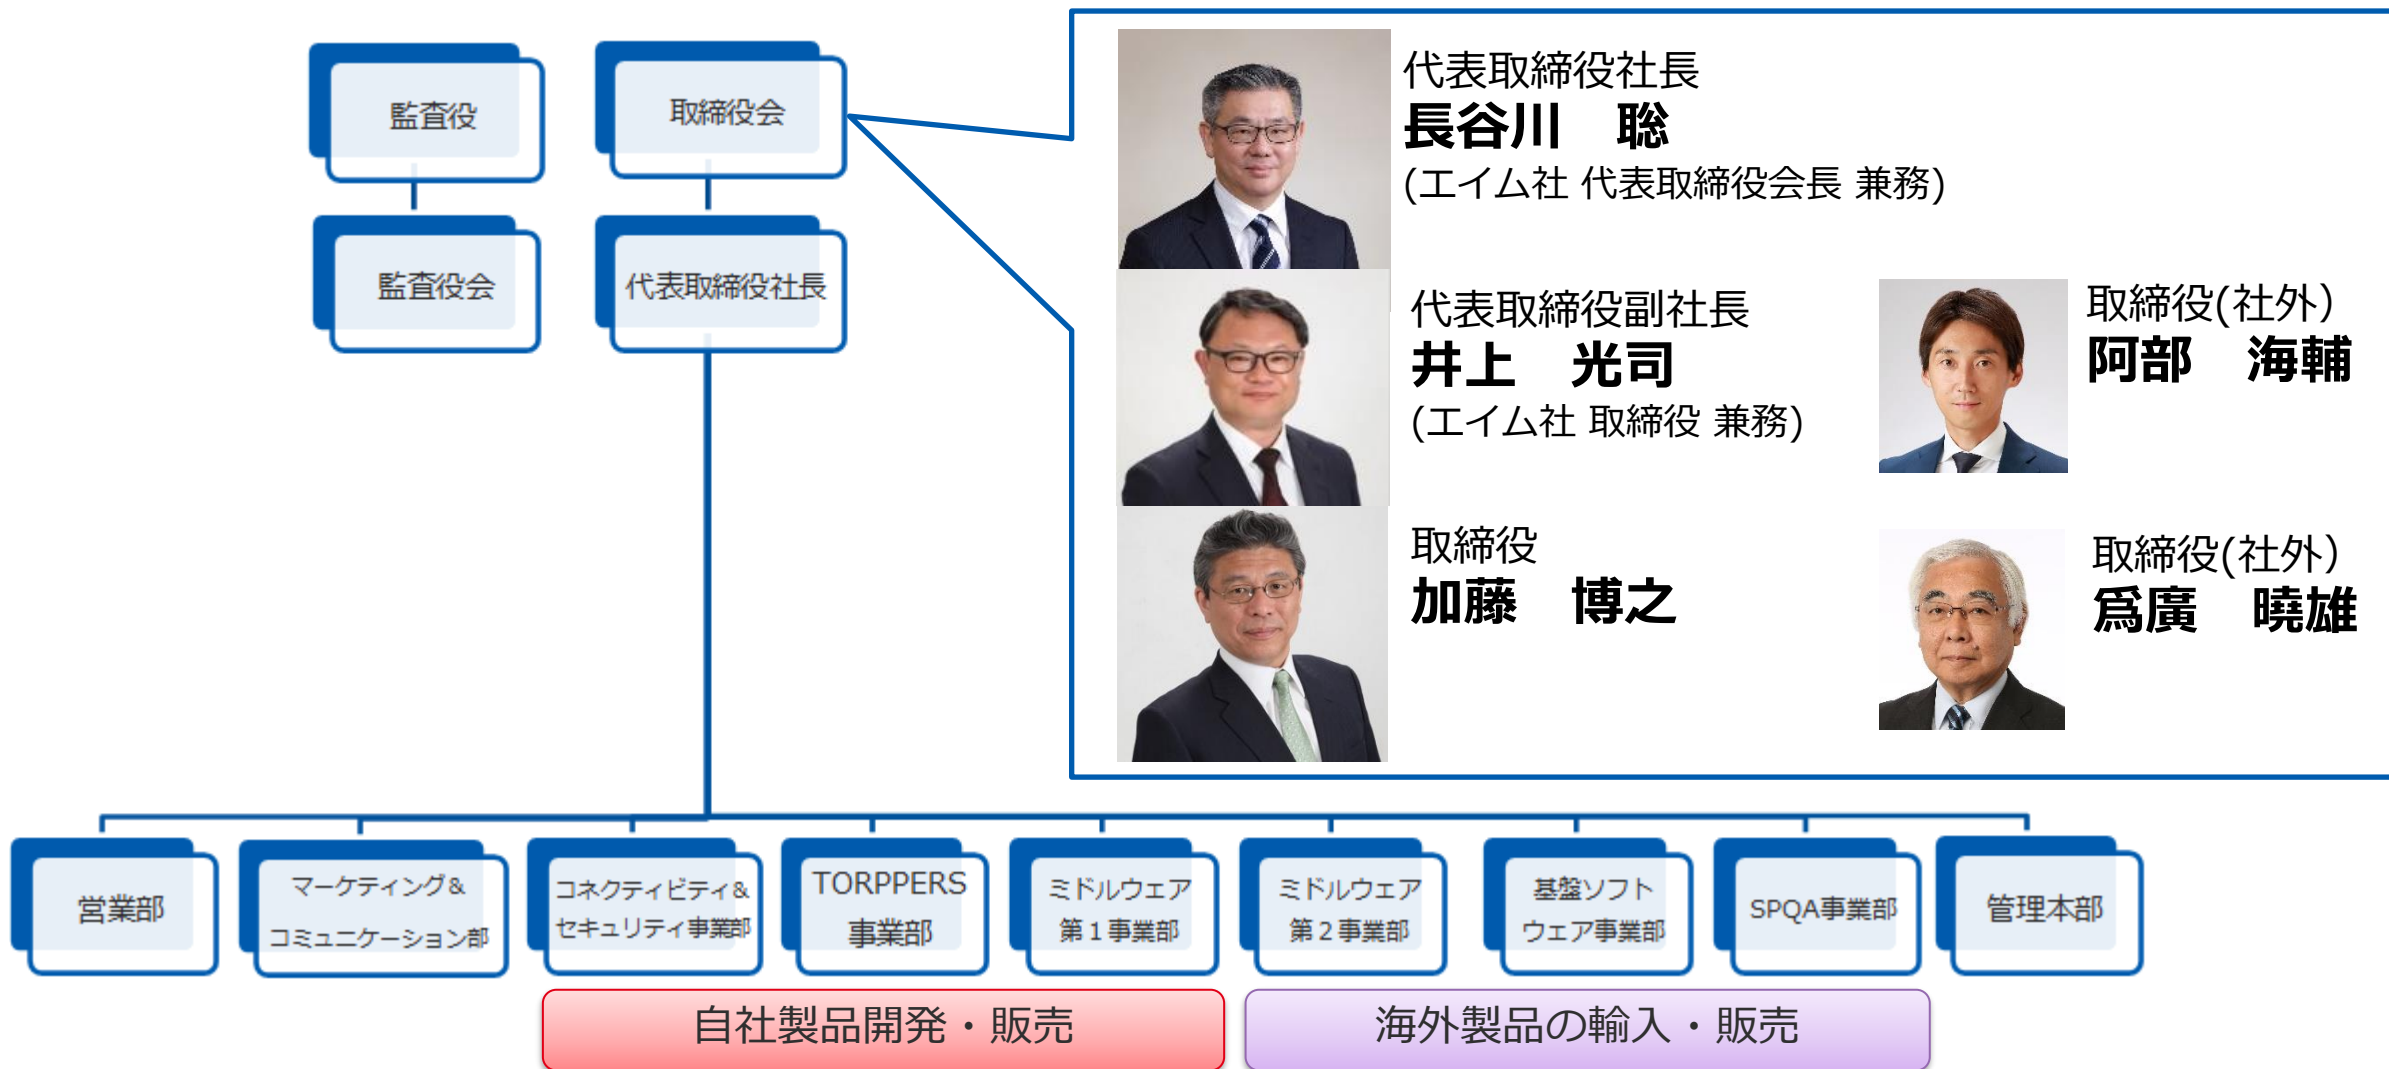 監査役
取締役会
監査役会
代表取締役社長
代表取締役社長
長谷川　聡
(エイム社 代表取締役会長 兼務)
代表取締役副社長
井上　光司
(エイム社 取締役 兼務)
取締役(社外）
阿部　海輔
取締役
加藤　博之
取締役(社外）
爲廣　曉雄
営業部
マーケティング＆
コミュニケーション部
コネクティビティ＆
セキュリティ事業部
TORPPERS
事業部
ミドルウェア
第１事業部
ミドルウェア
第２事業部
基盤ソフト
ウェア事業部
SPQA事業部
管理本部
自社製品開発・販売
海外製品の輸入・販売